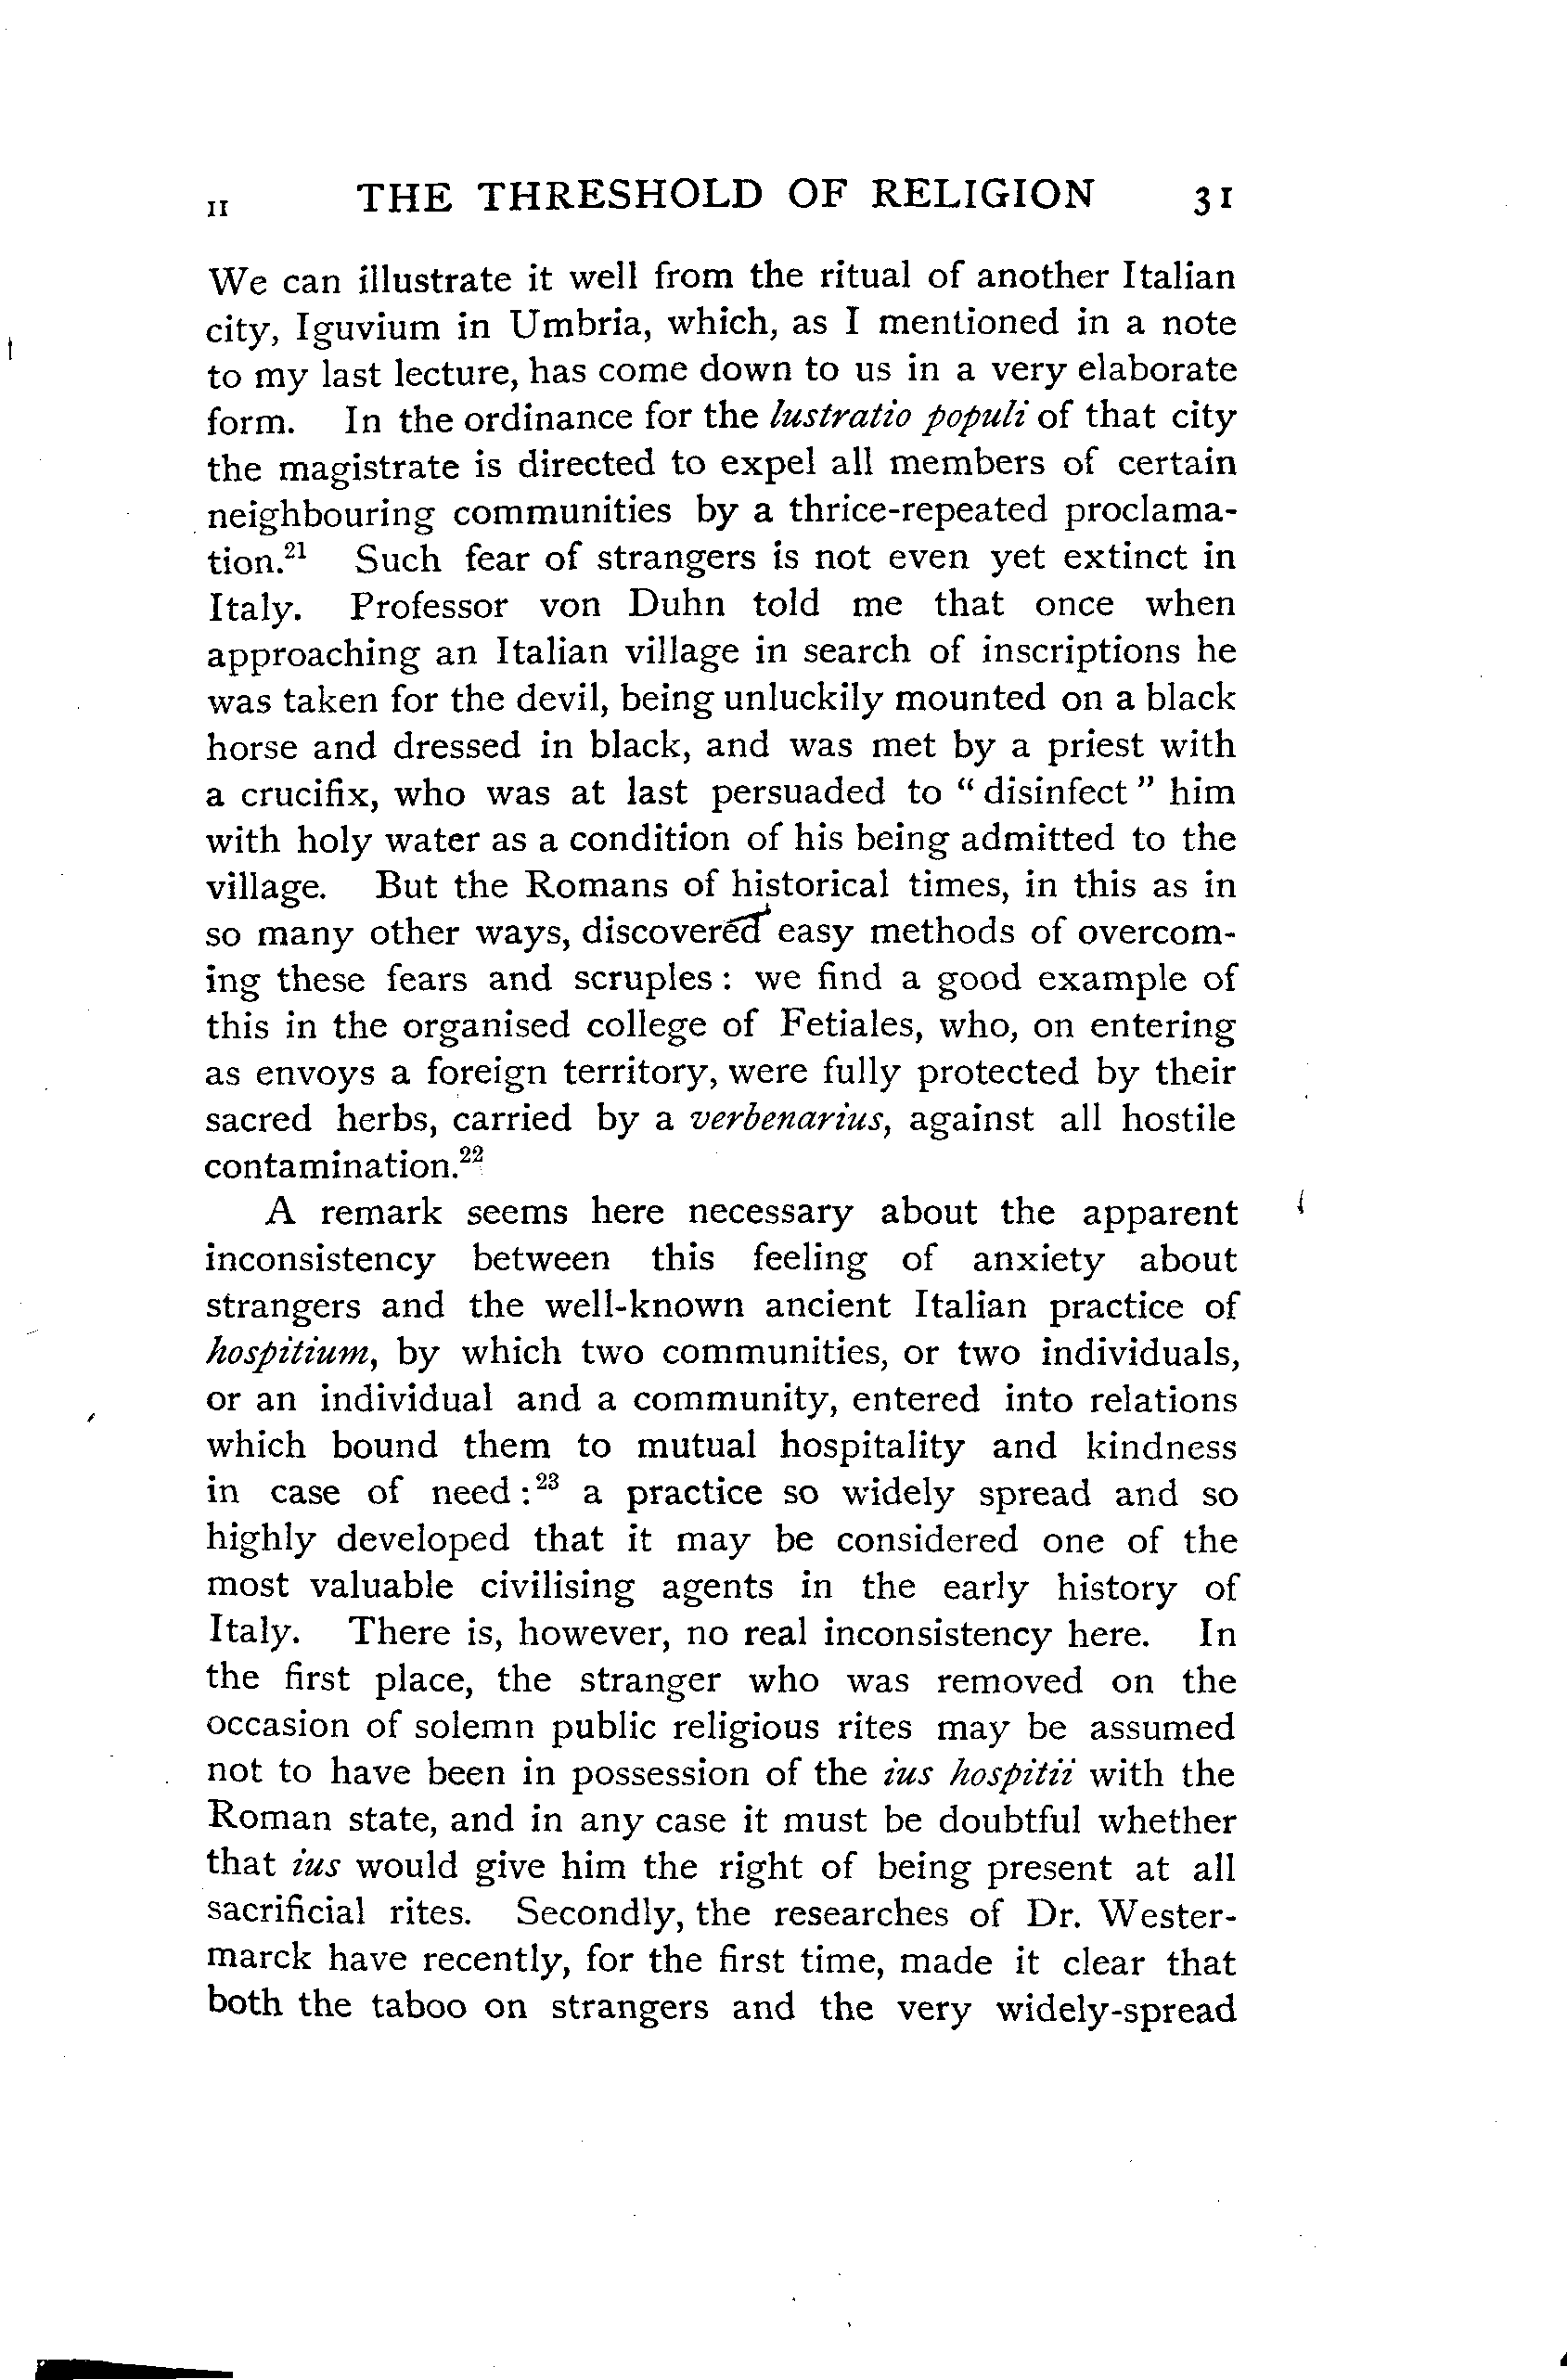 II THE THRESHOLD OF RELIGION 31
We can illustrate it well from the ritual of another Italian
city, Iguvium in Umbria, which, as I mentioned in a note
to my last lecture, has come down to us in a very elaborate
form. In the ordinance for the lustratio populi of that city
the magistrate is directed to expel all members of certain
neighbouring communities by a thrice-repeated proclama-
tion.²¹ Such fear of strangers is not even yet extinct in
Italy. Professor von Duhn told me that once when
approaching an Italian village in search of inscriptions he
was taken for the devil, being unluckily mounted on a black
horse and dressed in black, and was met by a priest with
a crucifix, who was at last persuaded to “ disinfect ” him
with holy water as a condition of his being admitted to the
village. But the Romans of historical times, in this as in
so many other ways, discovered easy methods of overcom-
ing these fears and scruples : we find a good example of
this in the organised college of Fetiales, who, on entering
as envoys a foreign territory, were fully protected by their
sacred herbs, carried by a verbenarius, against all hostile
contamination.²²
A remark seems here necessary about the apparent
inconsistency between this feeling of anxiety about
strangers and the well-known ancient Italian practice of
hospitium, by which two communities, or two individuals,
or an individual and a community, entered into relations
which bound them to mutual hospitality and kindness
in case of need :²³ a practice so widely spread and so
highly developed that it may be considered one of the
most valuable civilising agents in the early history of
Italy. There is, however, no real inconsistency here. In
the first place, the stranger who was removed on the
occasion of solemn public religious rites may be assumed
not to have been in possession of the ius hospitii with the
Roman state, and in any case it must be doubtful whether
that ius would give him the right of being present at all
sacrificial rites. Secondly, the researches of Dr. Wester-
marck have recently, for the first time, made it clear that
both the taboo on strangers and the very widely-spread